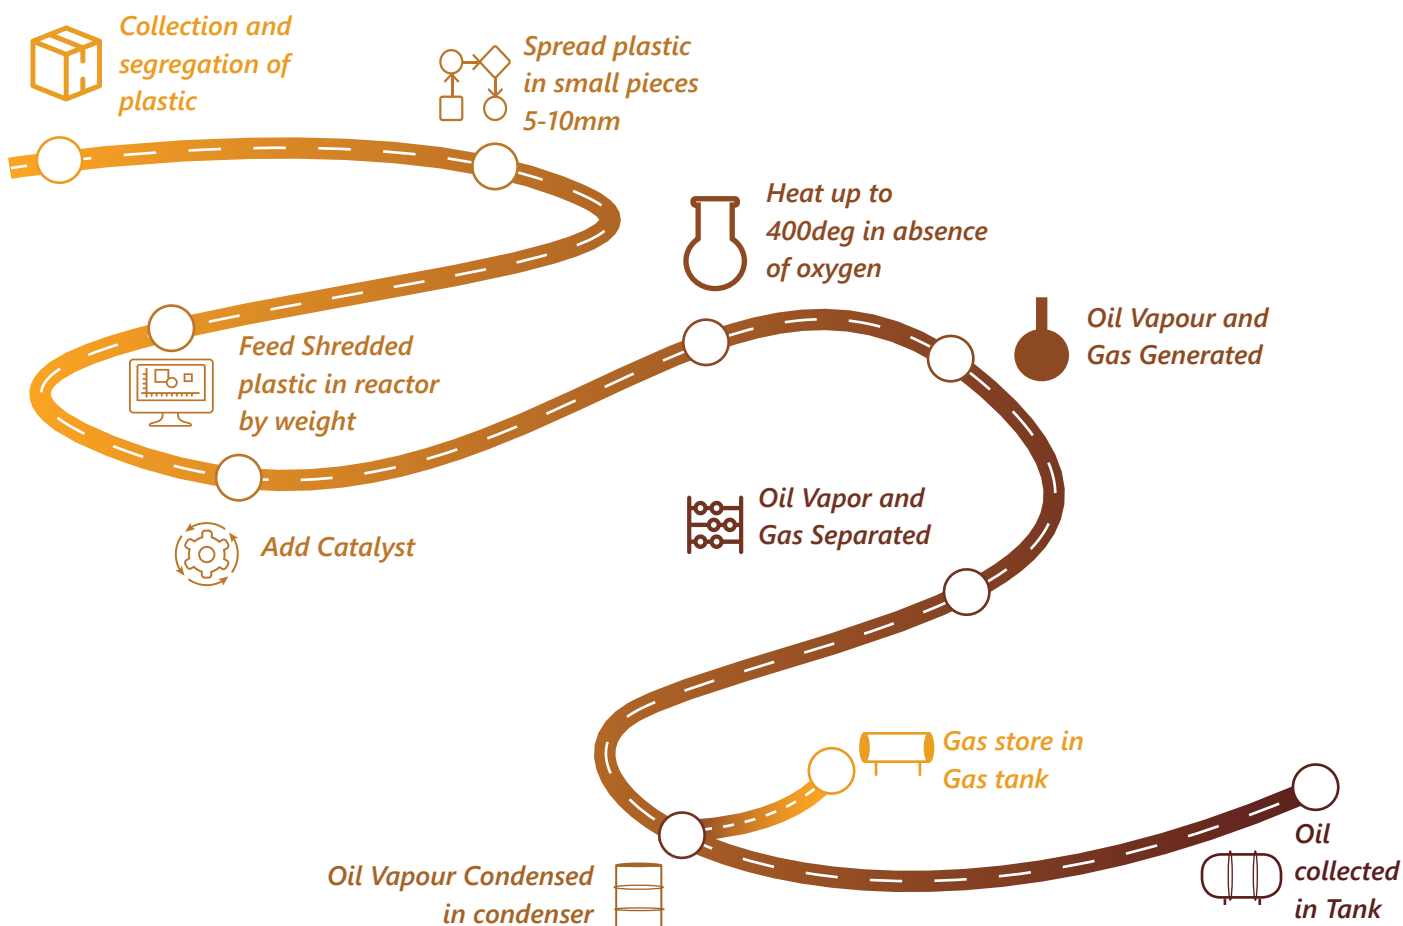 Collection and
segregation of
plastic
Spread plastic
in small pieces
5-10mm
Feed Shredded
plastic in reactor
by weight
Add Catalyst
Heat up to
400deg in absence
of oxygen
Oil Vapour and
Gas Generated
Oil Vapor and
Gas Separated
Oil Vapour Condensed
in condenser
Gas store in
Gas tank
Oil
collected
in Tank